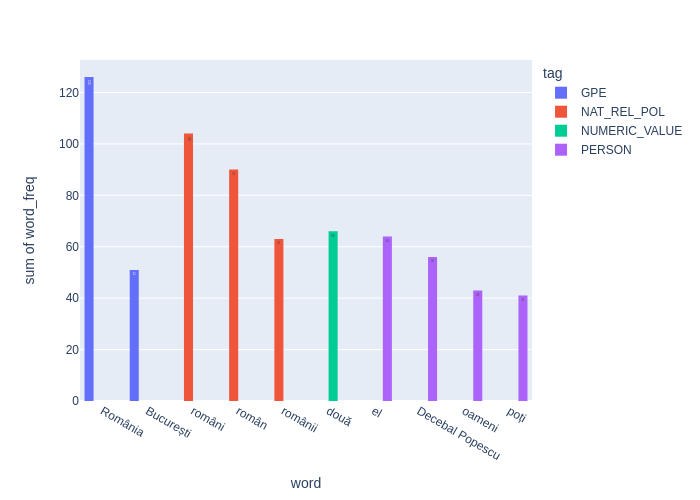 tag
GPE
NAT_REL_POL
NUMERIC_VALUE
PERSON
sum of word_freq
120
100
80
60
40
20
0
România
București
români
român
românii
două
el
Decebal Popescu
oameni
poți
word